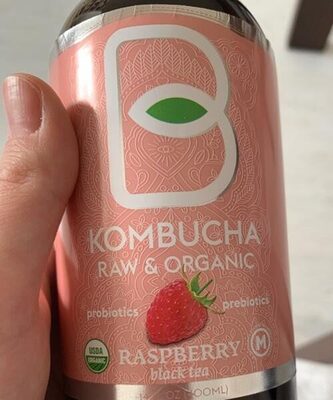 B
KOMBUCHA
RAW & ORGANIC
probiotics
prebiotics
USDA
ORGANIC
RASPBERRY
M
black tea